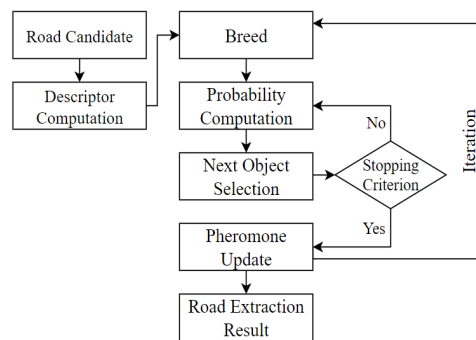 Road Candidate
Descriptor
Computation
Breed
Probability
Computation
Next Object
Selection
Stopping
Criterion
No
Yes
Iteration
Pheromone
Update
Road Extraction
Result